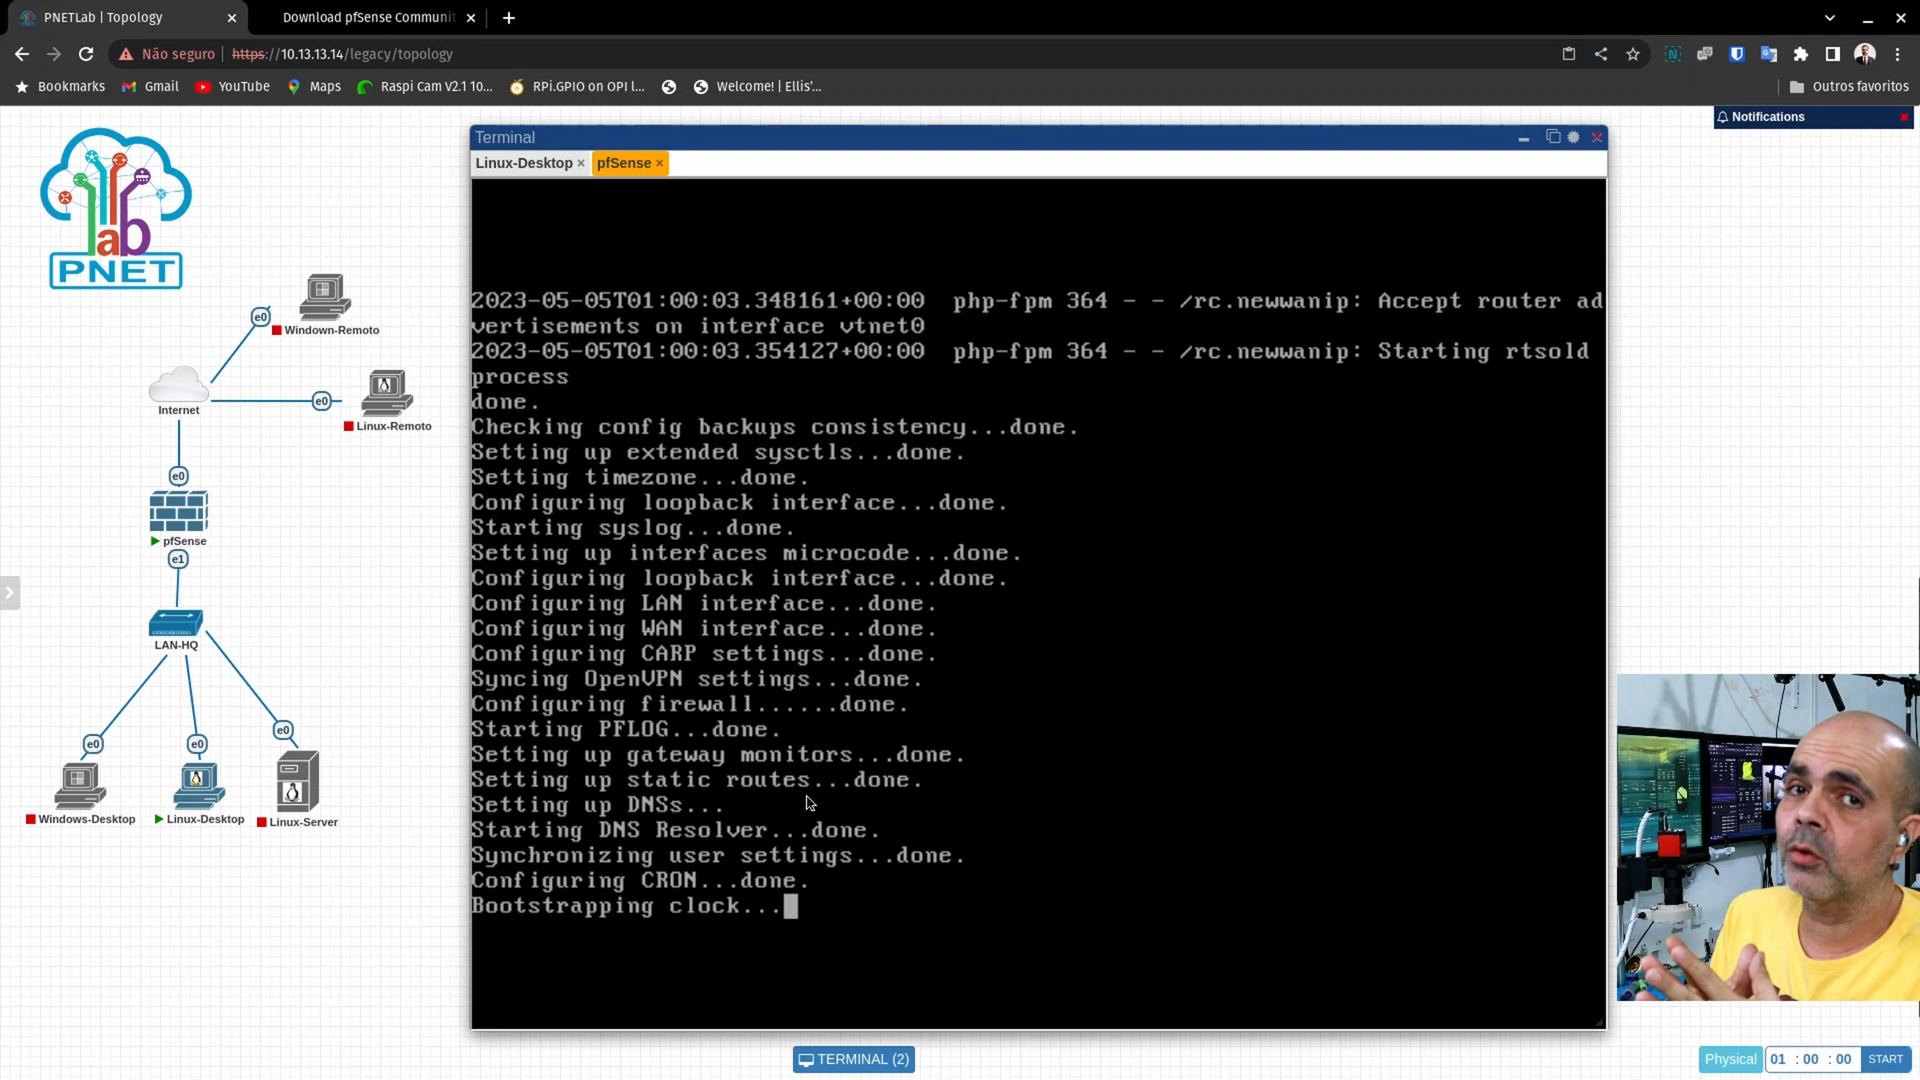 PNETLab | Topology
Download pfSense Communit
Não seguro
https://10.13.13.14/legacy/topology
Bookmarks
Gmail
YouTube
Maps
Raspi Cam V2.1 10...
RPi.GPIO on OPI l...
Welcome! | Ellis'...
Outros favoritos
Notifications
lab
PNET
e0
Windown-Remoto
Internet
e0
Linux-Remoto
e0
pfSense
e1
LAN-HQ
e0
e0
e0
Windows-Desktop
Linux-Desktop
Linux-Server
Terminal
Linux-Desktop ×
pfSense ×
2023-05-05T01:00:03.348161+00:00 php-fpm 364 - - /rc.newwanip: Accept router ad
vertisements on interface vtnet0
2023-05-05T01:00:03.354127+00:00 php-fpm 364 - - /rc.newwanip: Starting rtsold
process
done.
Checking config backups consistency...done.
Setting up extended sysctls...done.
Setting timezone...done.
Configuring loopback interface...done.
Starting syslog...done.
Setting up interfaces microcode...done.
Configuring loopback interface...done.
Configuring LAN interface...done.
Configuring WAN interface...done.
Configuring CARP settings...done.
Syncing OpenVPN settings...done.
Configuring firewall......done.
Starting PFLOG...done.
Setting up gateway monitors...done.
Setting up static routes...done.
Setting up DNSs...
Starting DNS Resolver...done.
Synchronizing user settings...done.
Configuring CRON...done.
Bootstrapping clock...
TERMINAL (2)
Physical
01 : 00 : 00
START